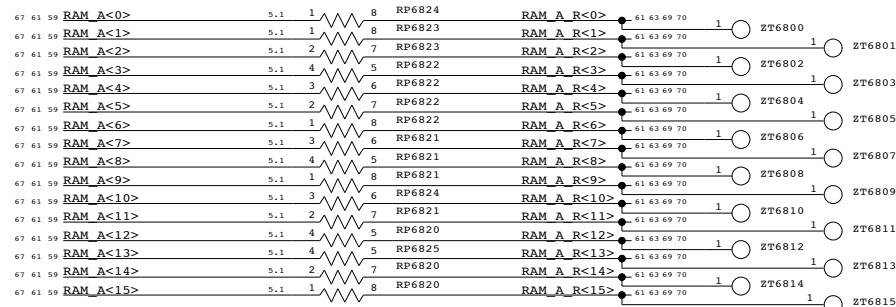 67 61 59 RAM_A<0> 5.1 1 8 RP6824 RAM_A_R<0> 61 63 69 70 1 ZT6800
67 61 59 RAM_A<1> 5.1 1 8 RP6823 RAM_A_R<1> 1 ZT6801
67 61 59 RAM_A<2> 5.1 2 7 RP6823 RAM_A_R<2> 61 63 69 70 1 ZT6802
67 61 59 RAM_A<3> 5.1 4 5 RP6822 RAM_A_R<3> 61 63 69 70 1 ZT6803
67 61 59 RAM_A<4> 5.1 3 6 RP6822 RAM_A_R<4> 61 63 69 70 1 ZT6804
67 61 59 RAM_A<5> 5.1 2 7 RP6822 RAM_A_R<5> 61 63 69 70 1 ZT6805
67 61 59 RAM_A<6> 5.1 1 8 RP6822 RAM_A_R<6> 61 63 69 70 1 ZT6806
67 61 59 RAM_A<7> 5.1 3 6 RP6821 RAM_A_R<7> 61 63 69 70 1 ZT6807
67 61 59 RAM_A<8> 5.1 4 5 RP6821 RAM_A_R<8> 61 63 69 70 1 ZT6808
67 61 59 RAM_A<9> 5.1 1 8 RP6821 RAM_A_R<9> 61 63 69 70 1 ZT6809
67 61 59 RAM_A<10> 5.1 3 6 RP6824 RAM_A_R<10> 61 63 69 70 1 ZT6810
67 61 59 RAM_A<11> 5.1 2 7 RP6821 RAM_A_R<11> 61 63 69 70 1 ZT6811
67 61 59 RAM_A<12> 5.1 4 5 RP6820 RAM_A_R<12> 61 63 69 70 1 ZT6812
67 61 59 RAM_A<13> 5.1 4 5 RP6825 RAM_A_R<13> 61 63 69 70 1 ZT6813
67 61 59 RAM_A<14> 5.1 2 7 RP6820 RAM_A_R<14> 61 63 69 70 1 ZT6814
67 61 59 RAM_A<15> 5.1 1 8 RP6820 RAM_A_R<15> 61 63 69 70 1 ZT6815